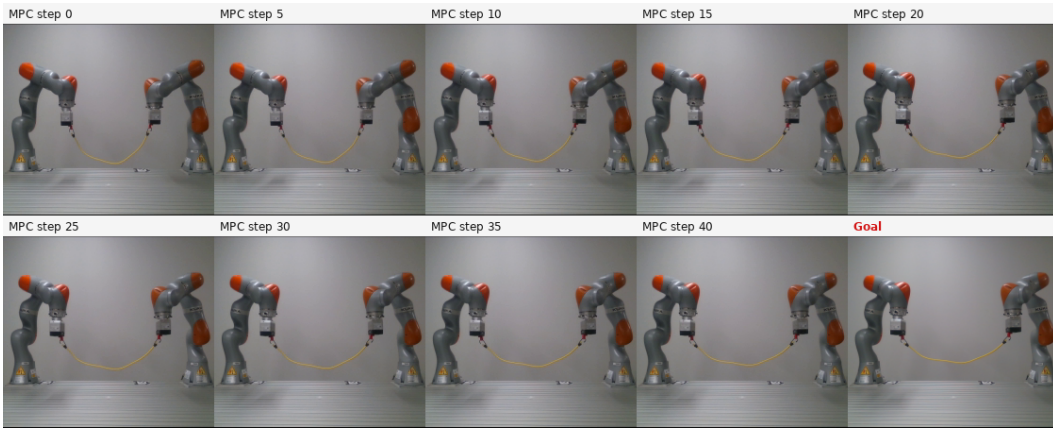 MPC step 0
MPC step 5
MPC step 10
MPC step 15
MPC step 20
MPC step 25
MPC step 30
MPC step 35
MPC step 40
Goal